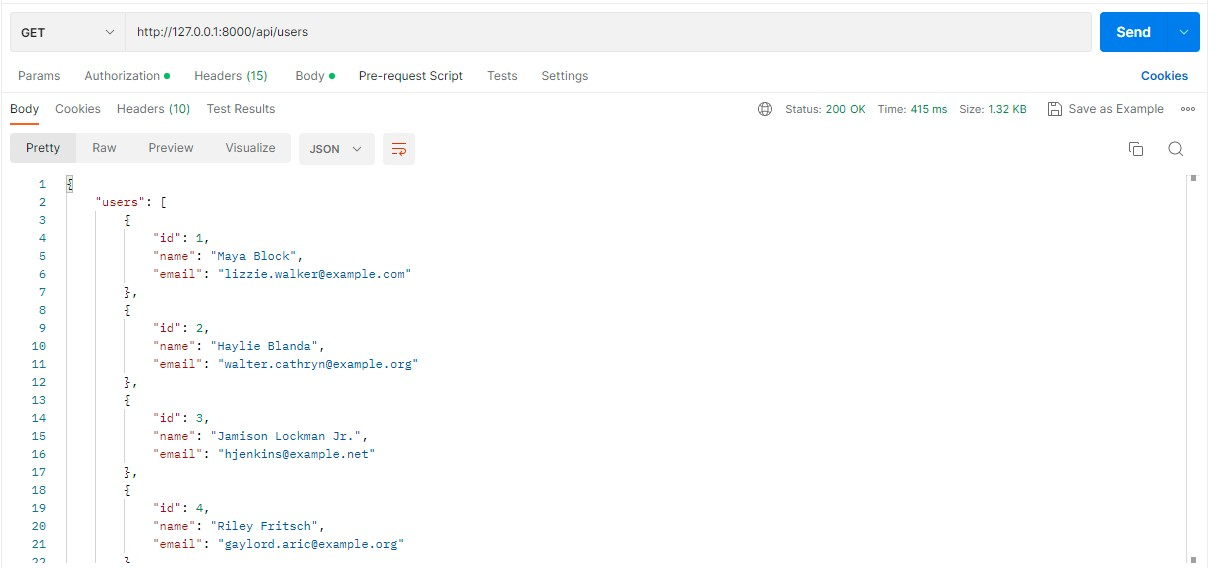 GET http://127.0.0.1:8000/api/users Send
Params Authorization Headers (15) Body Pre-request Script Tests Settings Cookies
Body Cookies Headers (10) Test Results Status: 200 OK Time: 415 ms Size: 1.32 KB Save as Example
Pretty Raw Preview Visualize JSON
1 {
2 "users": [
3 {
4 "id": 1,
5 "name": "Maya Block",
6 "email": "lizzie.walker@example.com"
7 },
8 {
9 "id": 2,
10 "name": "Haylie Blanda",
11 "email": "walter.cathryn@example.org"
12 },
13 {
14 "id": 3,
15 "name": "Jamison Lockman Jr.",
16 "email": "hjenkins@example.net"
17 },
18 {
19 "id": 4,
20 "name": "Riley Fritsch",
21 "email": "gaylord.aric@example.org"
22 }